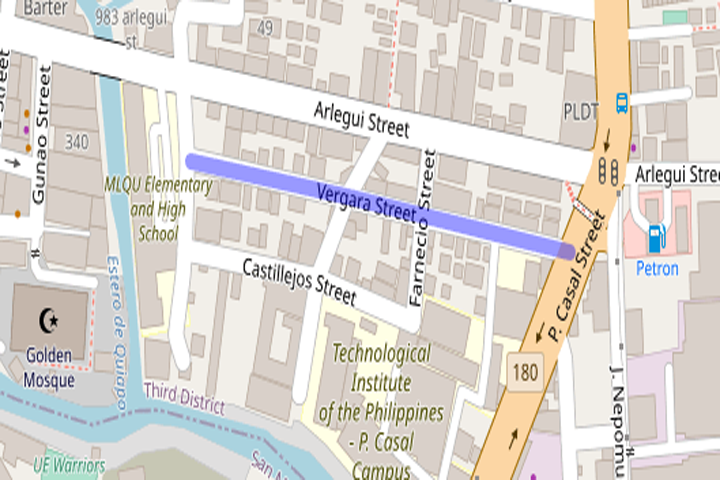 Barter
983 arlegui
st
49
Street
Gunao Street
340
Arlegui Street
PLDT
Arlegui Stree
MLQU Elementary
and High
School
Vergara Street
Farnecio Street
P. Casal Street
Petron
Castillejos Street
Estero de Quiapo
Golden
Mosque
Technological
Institute
of the Philippines
- P. Casal
Campus
180
J. Nepomu
Third District
UE Warriors
San M